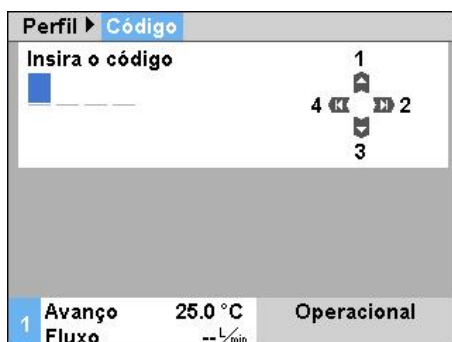 Perfil Código
Insira o código
1
4 2
3
1 Avanço 25.0 °C Operacional
Fluxo -- L/min